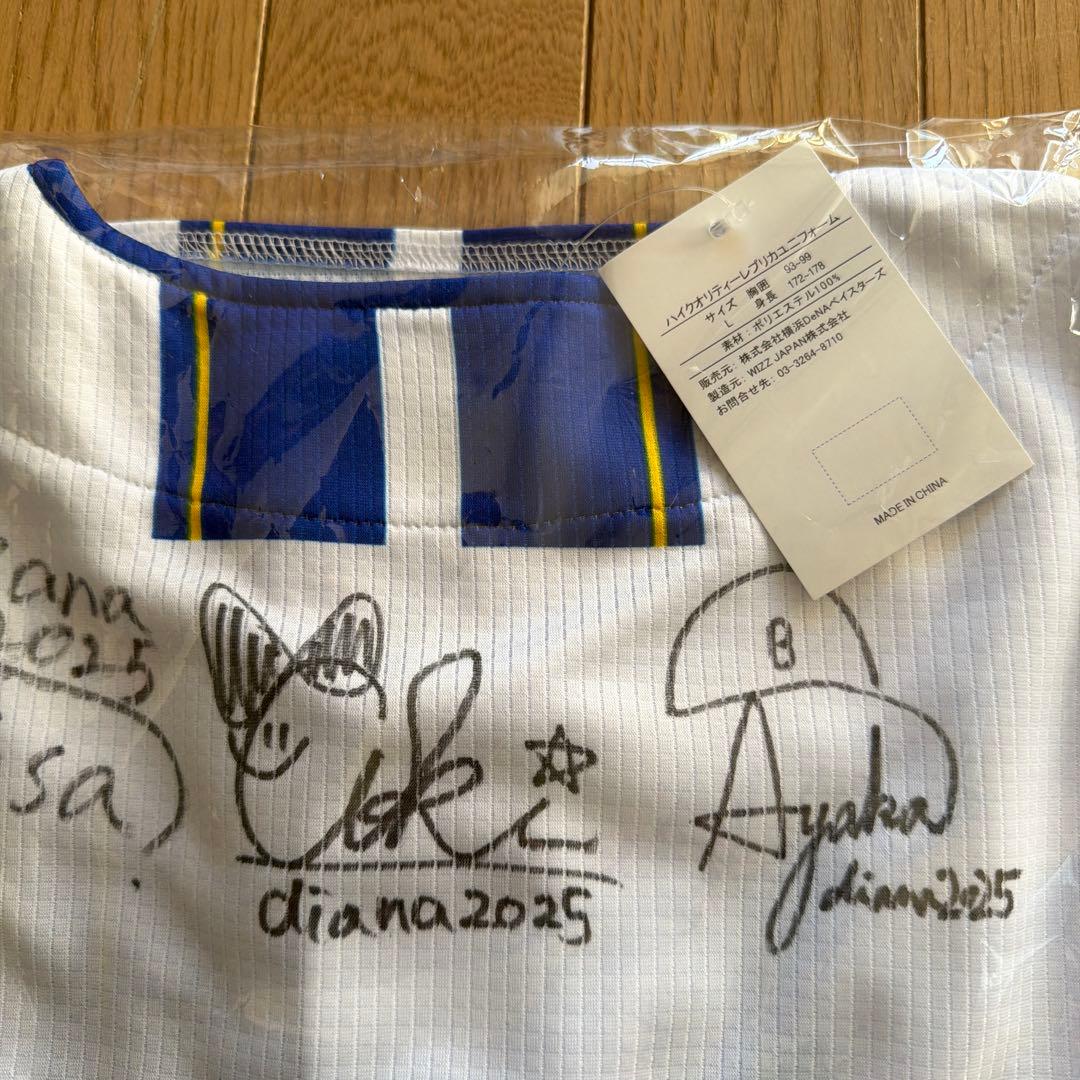 ハイクオリティーレプリカユニフォーム
サイズ 胸囲 93-99
L 身長 172-178
素材:ポリエステル100%
販売元:株式会社横浜DeNAベイスターズ
製造元:WIZZ JAPAN株式会社
お問合せ先:03-3264-8710
MADE IN CHINA
iana
2025
sa
diana2025
B
Ayaka
diana2025